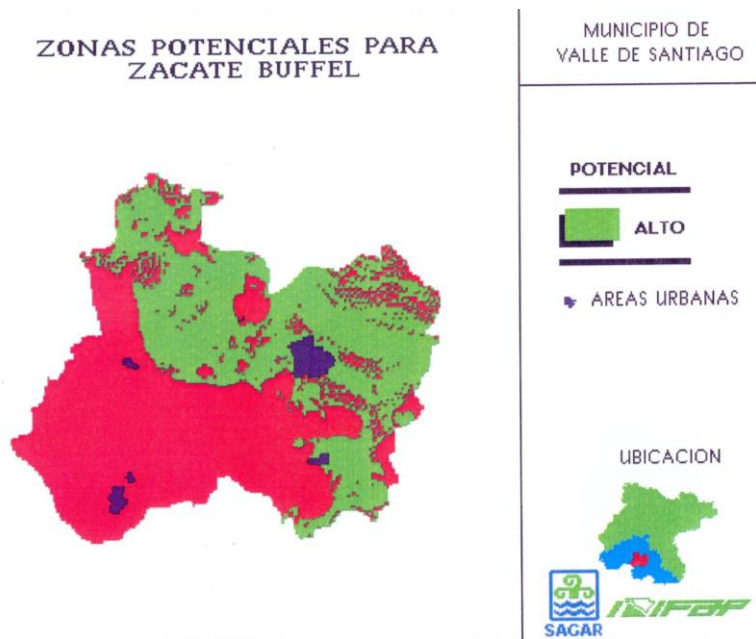 ZONAS POTENCIALES PARA
ZACATE BUFFEL
MUNICIPIO DE
VALLE DE SANTIAGO
POTENCIAL
ALTO
AREAS URBANAS
UBICACION
SAGAR
INIFAP